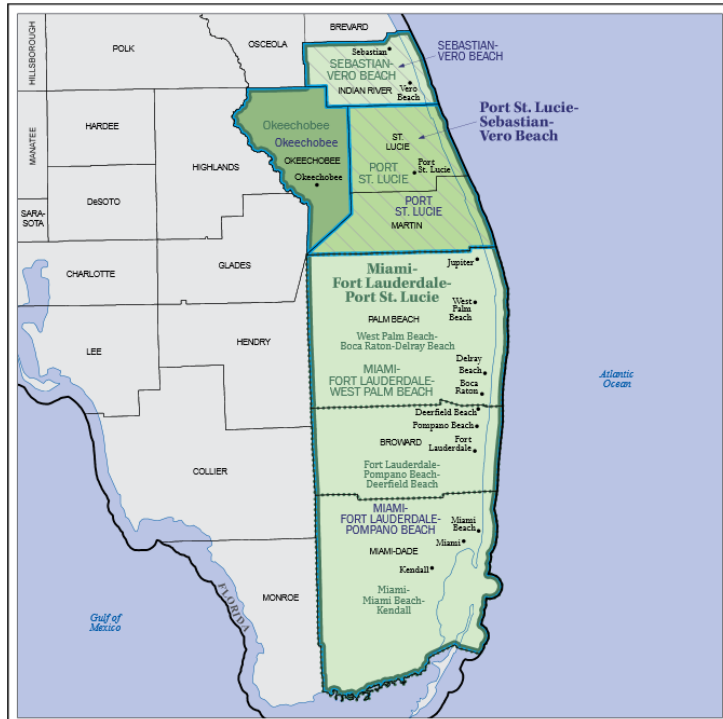 BREVARD
HILLSBOROUGH
POLK
OSCEOLA
Sebastian
SEBASTIAN-
VERO BEACH
SEBASTIAN-
VERO BEACH
INDIAN RIVER
Vero
Beach
MANATEE
HARDEE
HIGHLANDS
Okeechobee
Okeechobee
OKEECHOBEE
Okeechobee
ST.
LUCIE
Port
St. Lucie
PORT
ST. LUCIE
Port St. Lucie-
Sebastian-
Vero Beach
SARA-
SOTA
DeSOTO
PORT
ST. LUCIE
MARTIN
CHARLOTTE
GLADES
Jupiter
Miami-
Fort Lauderdale-
Port St. Lucie
West
Palm
Beach
PALM BEACH
LEE
HENDRY
West Palm Beach-
Boca Raton-Delray Beach
Delray
Beach
MIAMI-
FORT LAUDERDALE-
WEST PALM BEACH
Boca
Raton
Atlantic
Ocean
Deerfield Beach
Pompano Beach
BROWARD
Fort
Lauderdale
COLLIER
Fort Lauderdale-
Pompano Beach-
Deerfield Beach
MIAMI-
FORT LAUDERDALE-
POMPANO BEACH
Miami
Beach
MIAMI-DADE
Miami
Kendall
MONROE
Miami-
Miami Beach-
Kendall
FLORIDA
Gulf of
Mexico